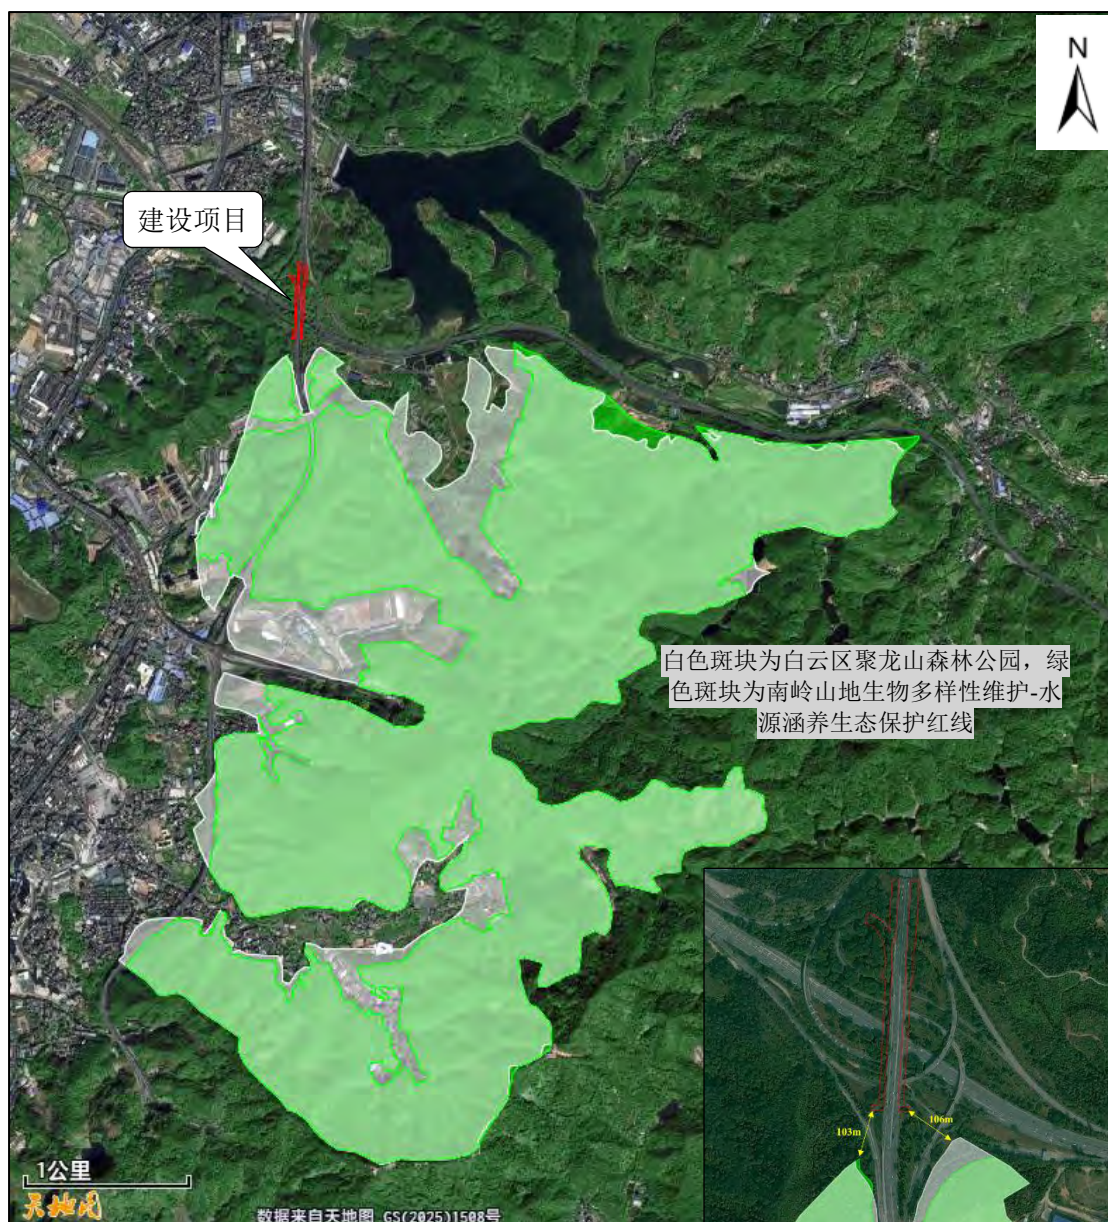 N
建设项目
白色斑块为白云区聚龙山森林公园，绿
色斑块为南岭山地生物多样性维护-水
源涵养生态保护红线
103m
106m
1公里
天地图
数据来自天地图 GS(2025)1508号